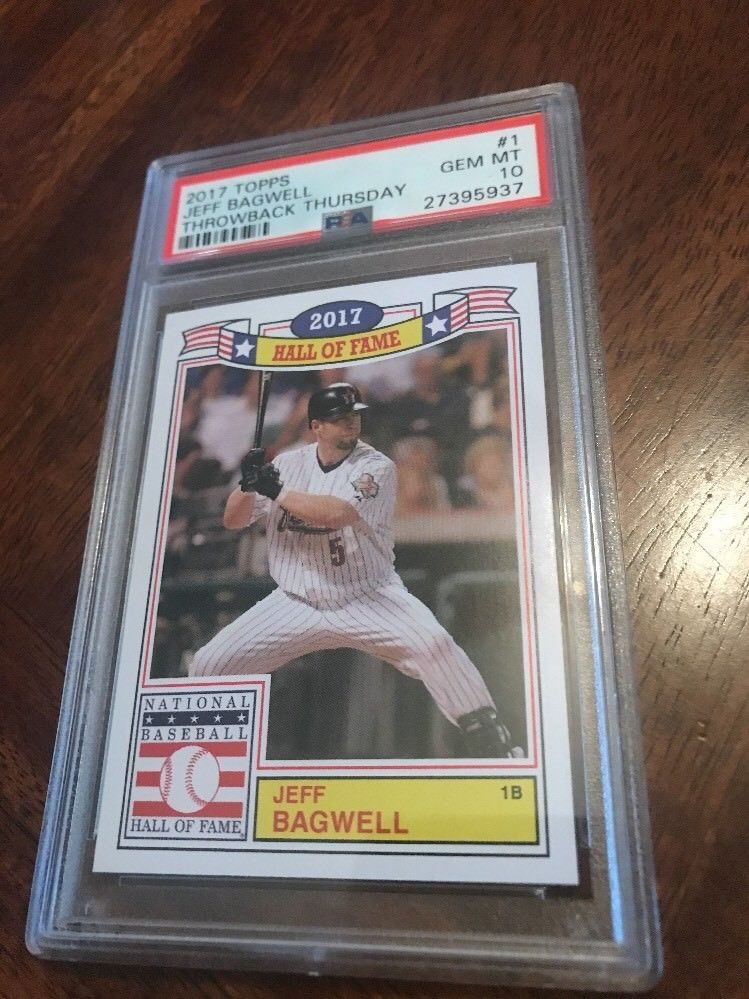 2017 TOPPS #1
JEFF BAGWELL GEM MT
THROWBACK THURSDAY 10
PSA 27395937
2017
HALL OF FAME
5
NATIONAL
BASEBALL
HALL OF FAME
JEFF 1B
BAGWELL